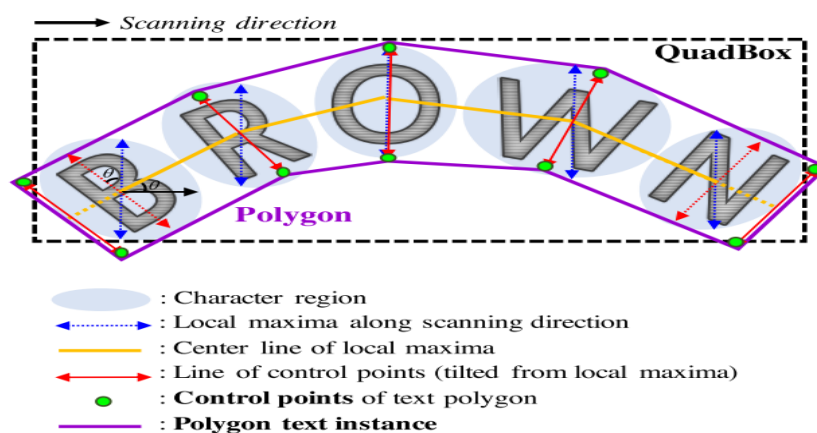 Scanning direction
QuadBox
BROWN
θ θ
Polygon
: Character region
: Local maxima along scanning direction
: Center line of local maxima
: Line of control points (tilted from local maxima)
: Control points of text polygon
: Polygon text instance